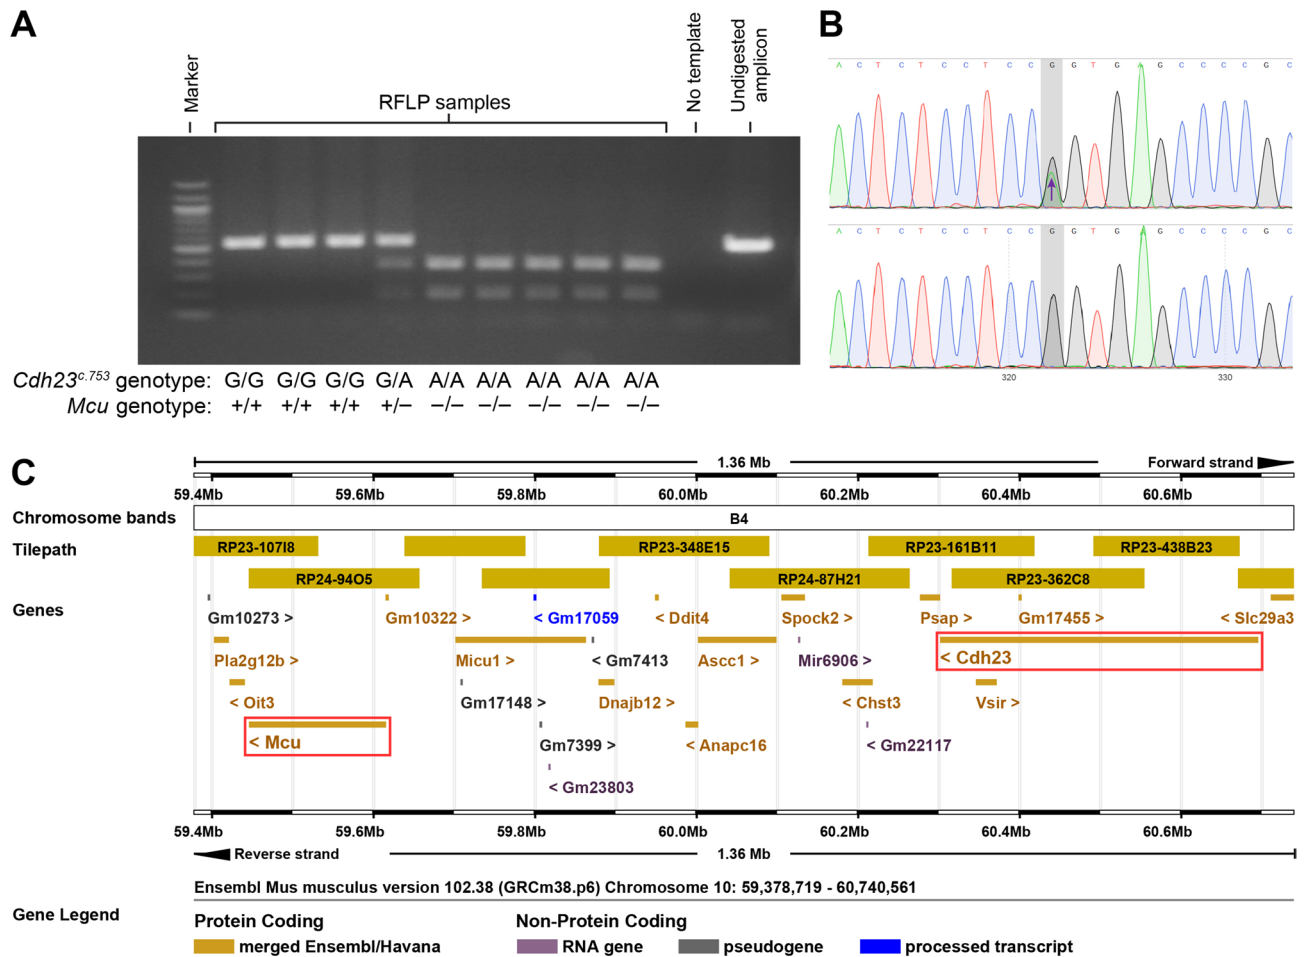 A
Marker
RFLP samples
No template
Undigested
amplicon
Cdh23c.753 genotype: G/G G/G G/G G/A A/A A/A A/A A/A A/A
Mcu genotype: +/+ +/+ +/+ +/− −/− −/− −/− −/− −/−
B
A C T C T C C T C C G G T G A G C C C C G C
A C T C T C C T C C G G T G A G C C C C G C
320 330
C
1.36 Mb Forward strand
59.4Mb 59.6Mb 59.8Mb 60.0Mb 60.2Mb 60.4Mb 60.6Mb
Chromosome bands B4
Tilepath RP23-107I8 RP23-348E15 RP23-161B11 RP23-438B23
RP24-94O5 RP24-87H21 RP23-362C8
Genes
Gm10273 > Gm10322 > < Gm17059 < Ddit4 Spock2 > Psap > Gm17455 > < Slc29a3
Pla2g12b > Micu1 > < Gm7413 Ascc1 > Mir6906 > < Cdh23
< Oit3 Gm17148 > Dnajb12 > < Chst3 Vsir >
< Mcu Gm7399 > < Anapc16 < Gm22117
< Gm23803
59.4Mb 59.6Mb 59.8Mb 60.0Mb 60.2Mb 60.4Mb 60.6Mb
Reverse strand 1.36 Mb
Ensembl Mus musculus version 102.38 (GRCm38.p6) Chromosome 10: 59,378,719 - 60,740,561
Gene Legend
Protein Coding Non-Protein Coding
merged Ensembl/Havana RNA gene pseudogene processed transcript